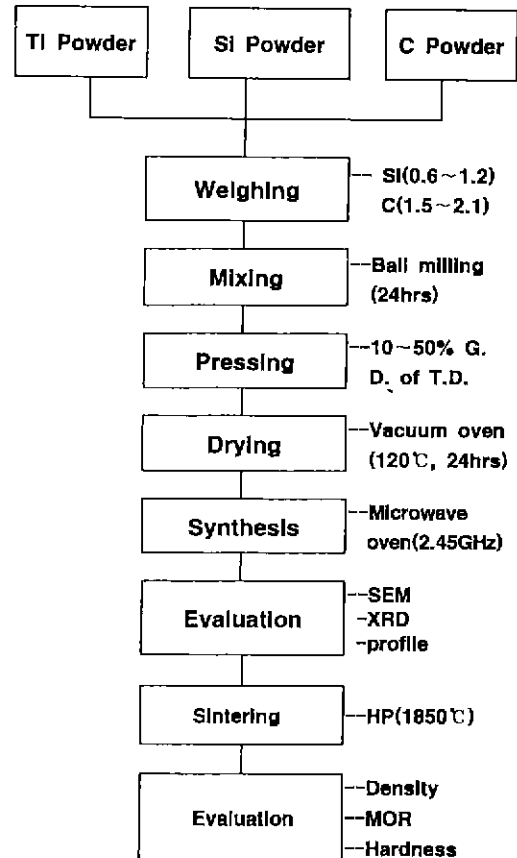 Ti Powder
Si Powder
C Powder
Weighing
Si(0.6~1.2)
C(1.5~2.1)
Mixing
Ball milling
(24hrs)
Pressing
10~50% G.
D. of T.D.
Drying
Vacuum oven
(120℃, 24hrs)
Synthesis
Microwave
oven(2.45GHz)
Evaluation
SEM
XRD
profile
Sintering
HP(1850℃)
Evaluation
Density
MOR
Hardness